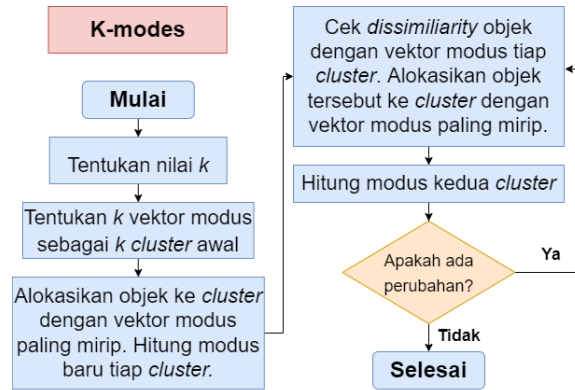 K-modes
Mulai
Tentukan nilai k
Tentukan k vektor modus
sebagai k cluster awal
Alokasikan objek ke cluster
dengan vektor modus
paling mirip. Hitung modus
baru tiap cluster.
Cek dissimiliarity objek
dengan vektor modus tiap
cluster. Alokasikan objek
tersebut ke cluster dengan
vektor modus paling mirip.
Hitung modus kedua cluster
Apakah ada
perubahan?
Ya
Tidak
Selesai